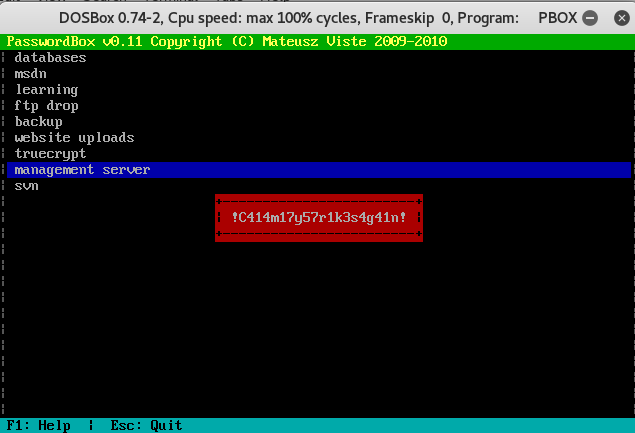 DOSBox 0.74-2, Cpu speed: max 100% cycles, Frameskip 0, Program: PBOX
PasswordBox v0.11 Copyright (C) Mateusz Viste 2009-2010
databases
msdn
learning
ftp drop
backup
website uploads
truecrypt
management server
svn
!C414m17y57r1k3s4g41n!
F1: Help ¦ Esc: Quit